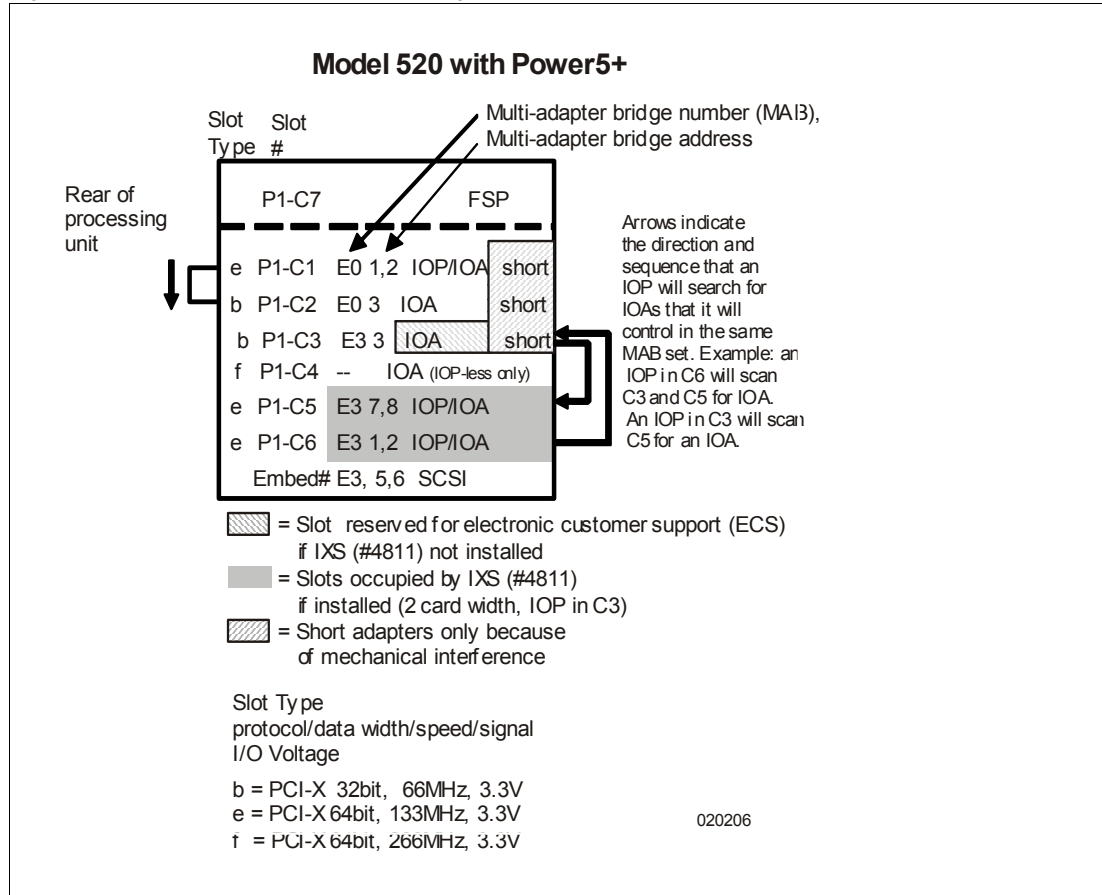 Model 520 with Power5+
Multi-adapter bridge number (MAB),
Multi-adapter bridge address
Slot Slot
Type #
Rear of
processing
unit
P1-C7 FSP
e P1-C1 E0 1,2 IOP/IOA short
b P1-C2 E0 3 IOA short
b P1-C3 E3 3 IOA short
f P1-C4 -- IOA (IOP-less only)
e P1-C5 E3 7,8 IOP/IOA
e P1-C6 E3 1,2 IOP/IOA
Embed# E3, 5,6 SCSI
Arrows indicate
the direction and
sequence that an
IOP will search for
IOAs that it will
control in the same
MAB set. Example: an
IOP in C6 will scan
C3 and C5 for IOA.
An IOP in C3 will scan
C5 for an IOA.
= Slot reserved for electronic customer support (ECS)
if IXS (#4811) not installed
= Slots occupied by IXS (#4811)
if installed (2 card width, IOP in C3)
= Short adapters only because
of mechanical interference
Slot Type
protocol/data width/speed/signal
I/O Voltage
b = PCI-X 32bit, 66MHz, 3.3V
e = PCI-X 64bit, 133MHz, 3.3V
f = PCI-X 64bit, 266MHz, 3.3V
020206